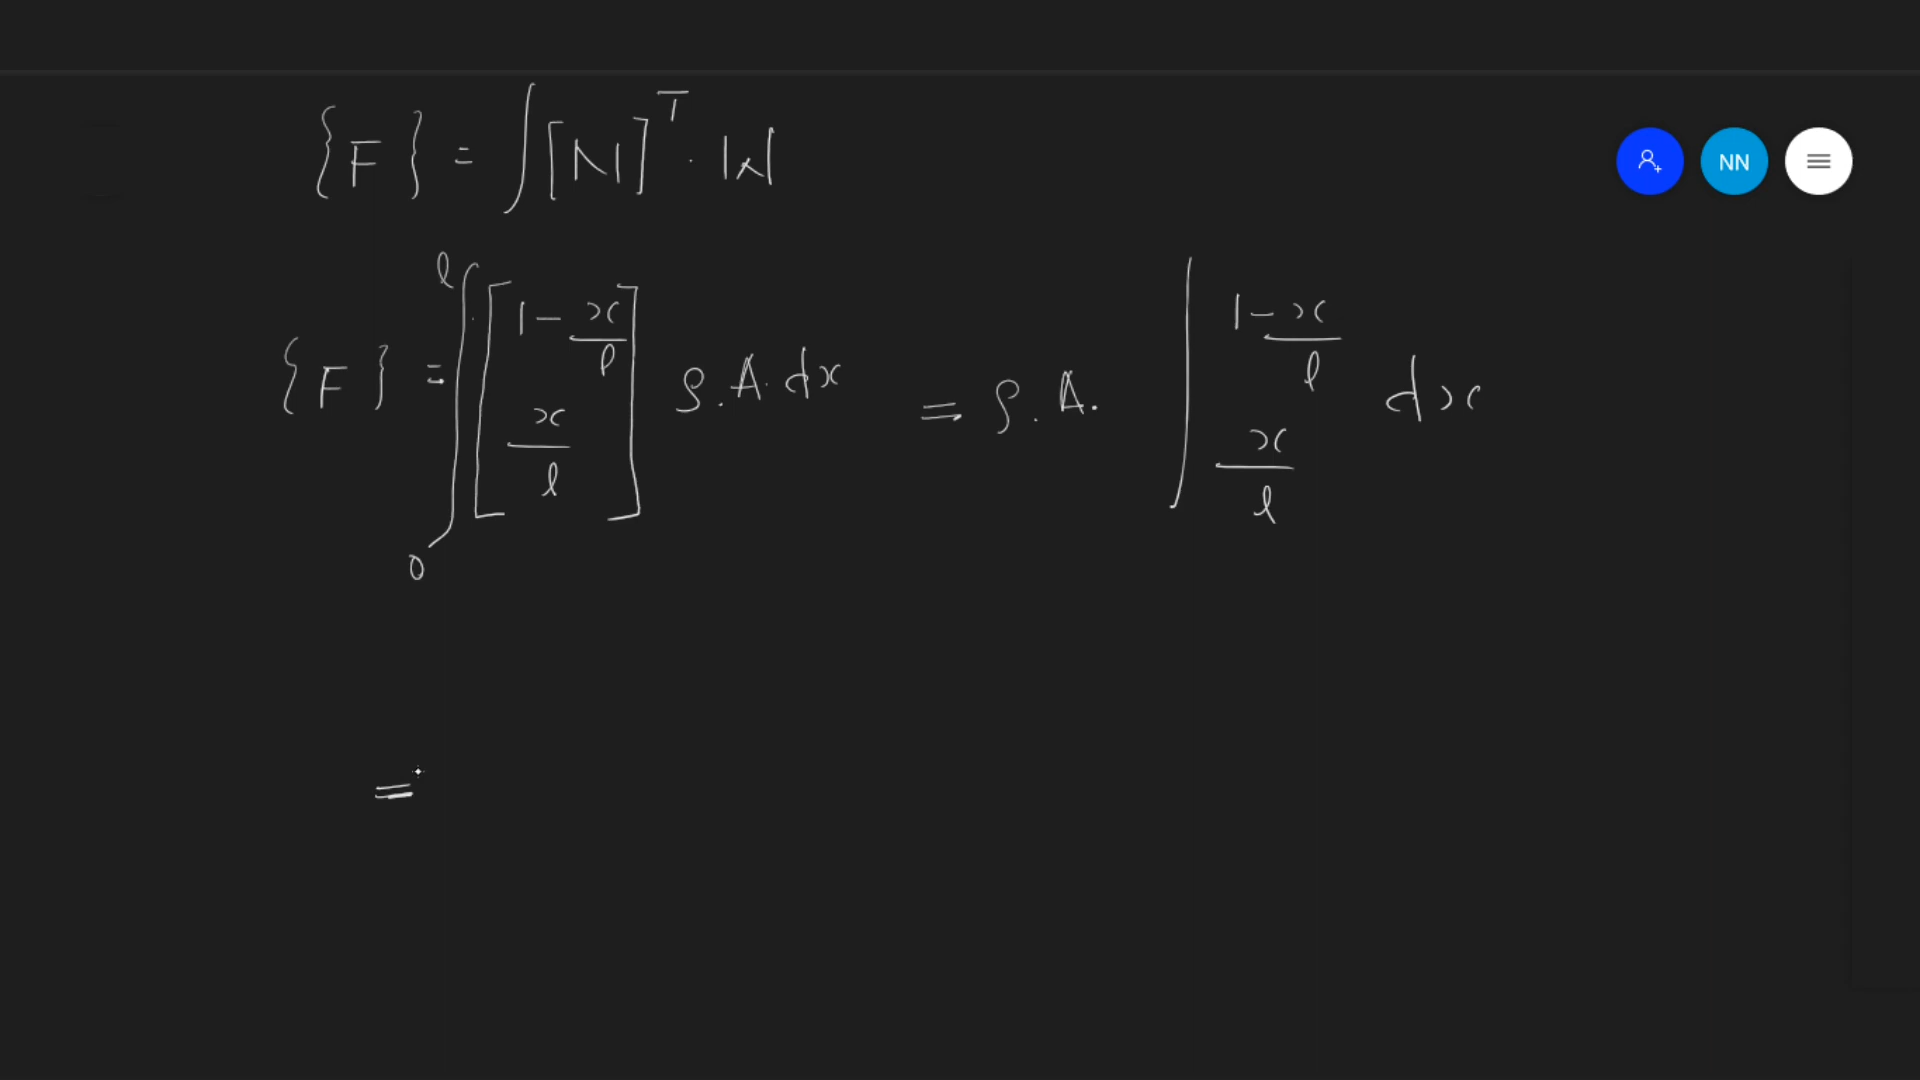 {F} = ∫ [N]ᵀ . W
{F} = ∫₀ˡ [1 - x/l  x/l] ρ.A.dx = ρ.A. ∫ 1 - x/l  x/l dx
=
NN